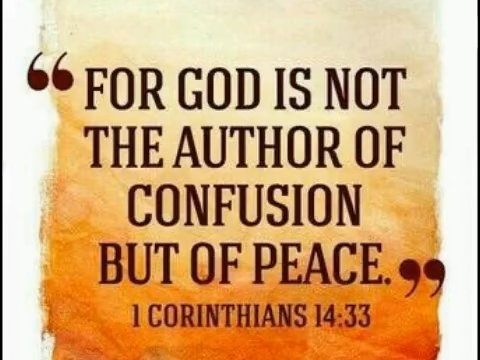 “FOR GOD IS NOT
THE AUTHOR OF
CONFUSION
BUT OF PEACE.”
1 CORINTHIANS 14:33